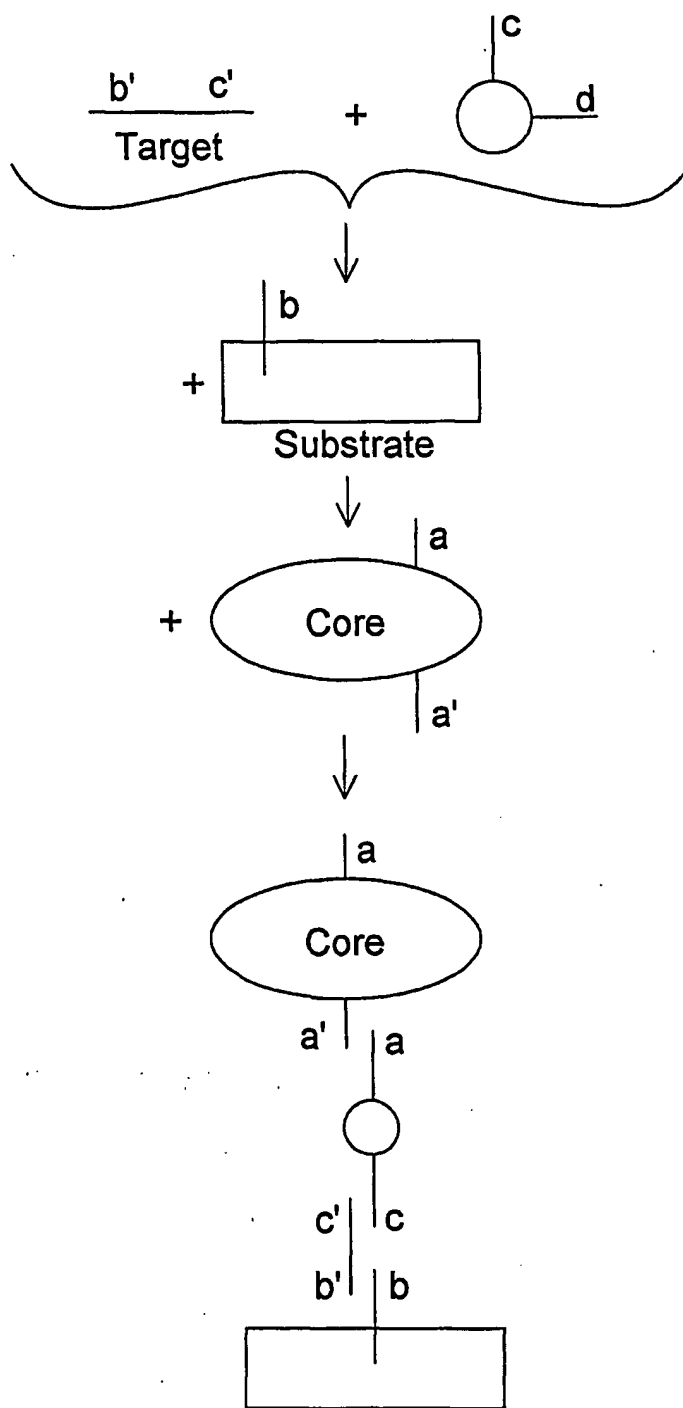 c
b' c' + d
Target
b
+
Substrate
a
+ Core
a'
a
Core
a' a
c' c
b' b